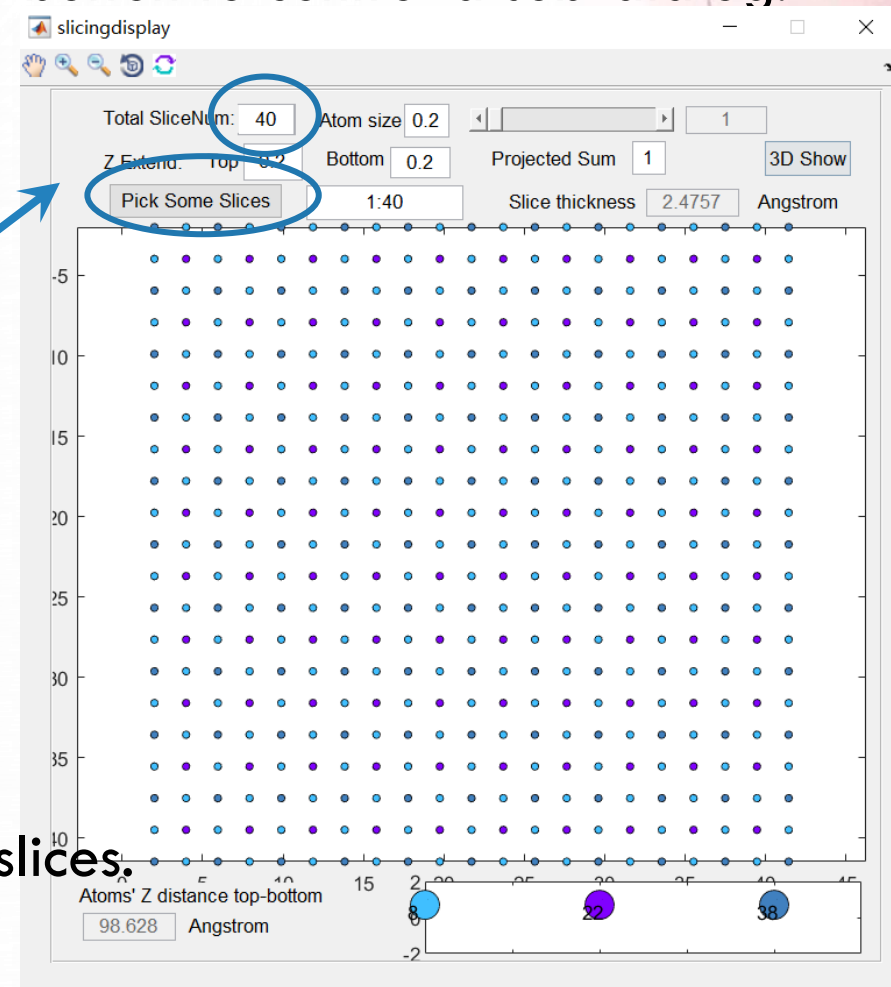 slicingdisplay
Total SliceNum: 40 Atom size 0.2 1
Z Extend: Top 0.2 Bottom 0.2 Projected Sum 1 3D Show
Pick Some Slices 1:40 Slice thickness 2.4757 Angstrom
-5
10
15
20
25
30
35
40
slices.
0 5 10 15 20 25 30 35 40 45
Atoms' Z distance top-bottom
98.628 Angstrom
2
0
-2
8 22 38